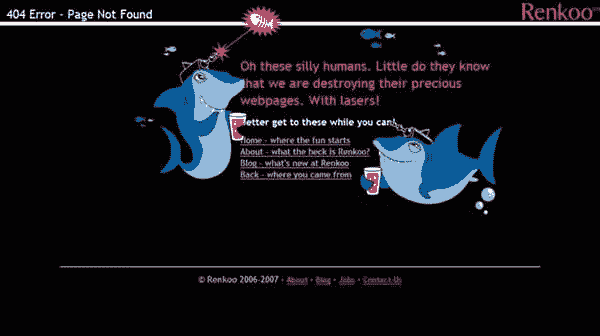 404 Error - Page Not Found
Renkoo
Oh these silly humans. Little do they know
that we are destroying their precious
webpages. With lasers!
Better get to these while you can!
Home - where the fun starts
About - what the heck is Renkoo?
Blog - what's new at Renkoo
Back - where you came from
© Renkoo 2006-2007 • About • Blog • Jobs • Contact Us